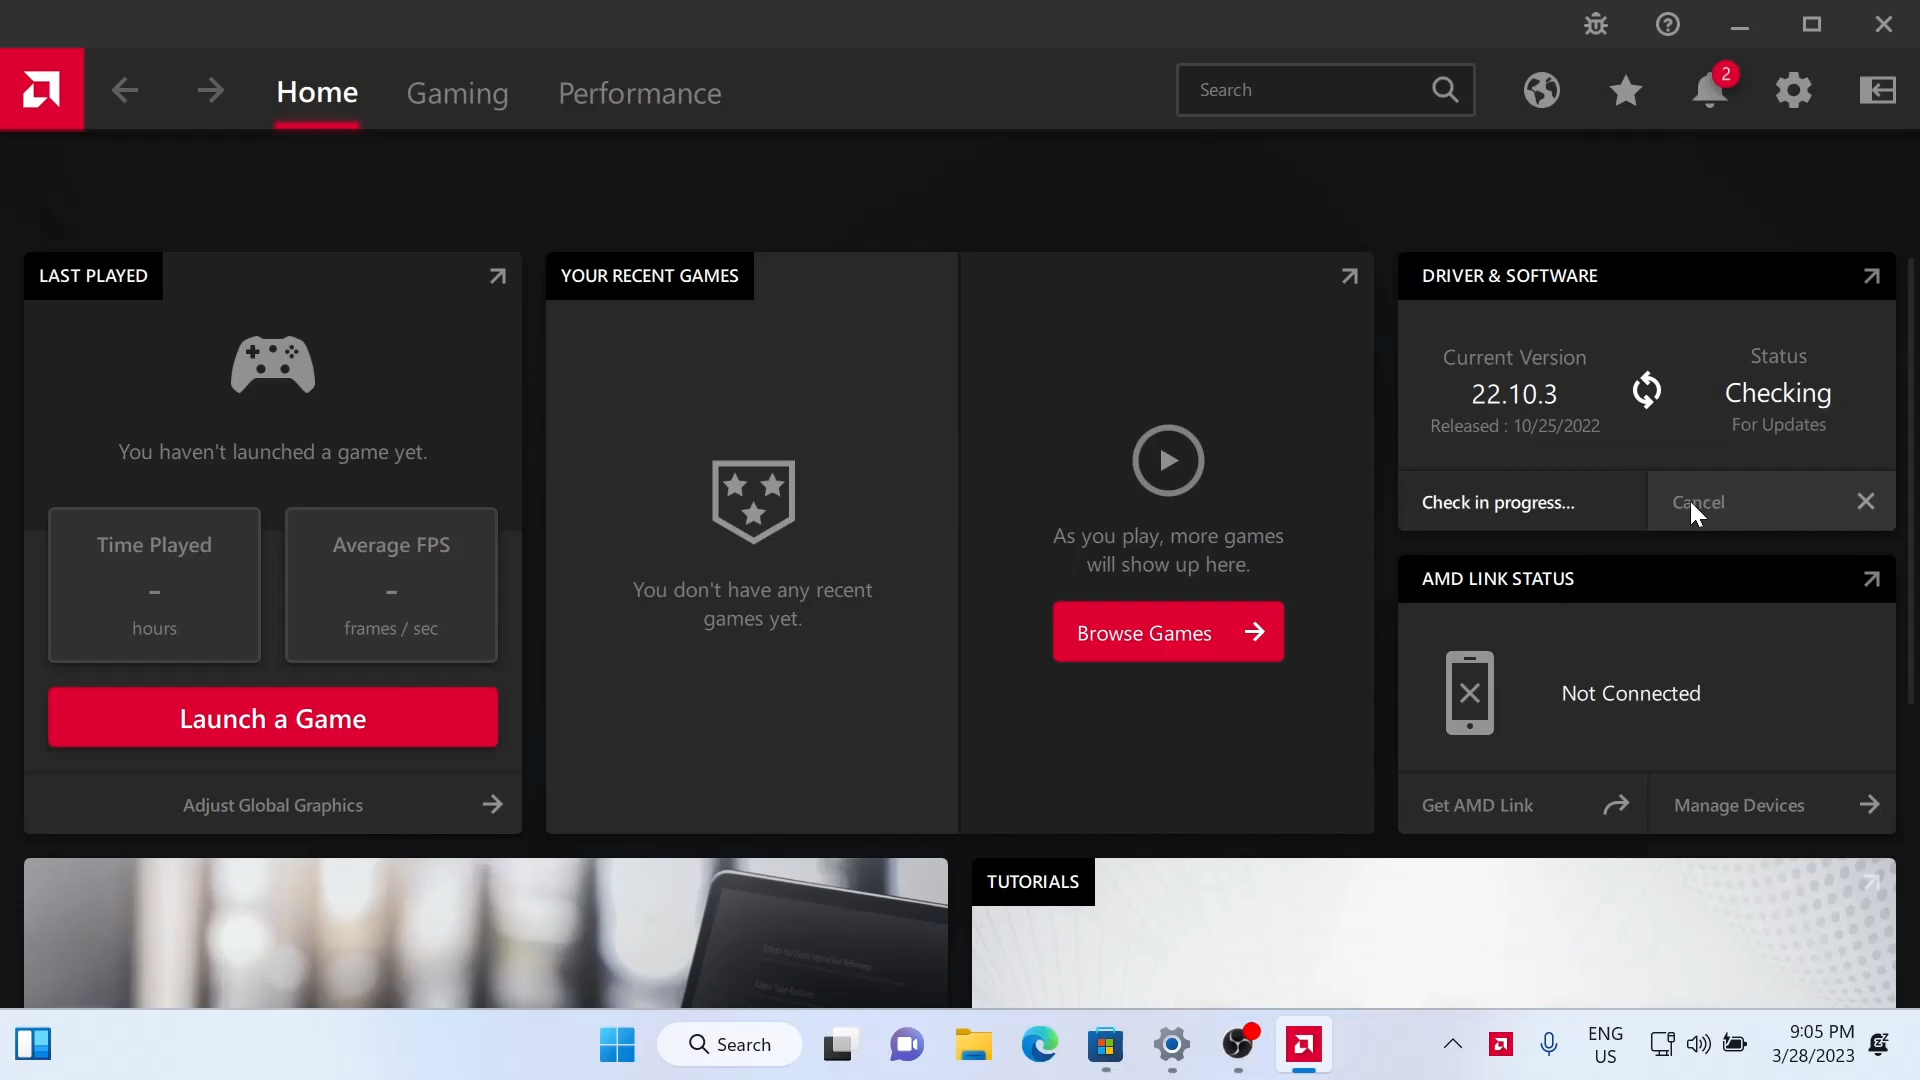 Home
Gaming
Performance
Search
2
LAST PLAYED
You haven't launched a game yet.
Time Played
-
hours
Average FPS
-
frames / sec
Launch a Game
Adjust Global Graphics
YOUR RECENT GAMES
You don't have any recent
games yet.
As you play, more games
will show up here.
Browse Games
DRIVER & SOFTWARE
Current Version
22.10.3
Released : 10/25/2022
Status
Checking
For Updates
Check in progress...
Cancel
AMD LINK STATUS
Not Connected
Get AMD Link
Manage Devices
TUTORIALS
Search
ENG
US
9:05 PM
3/28/2023